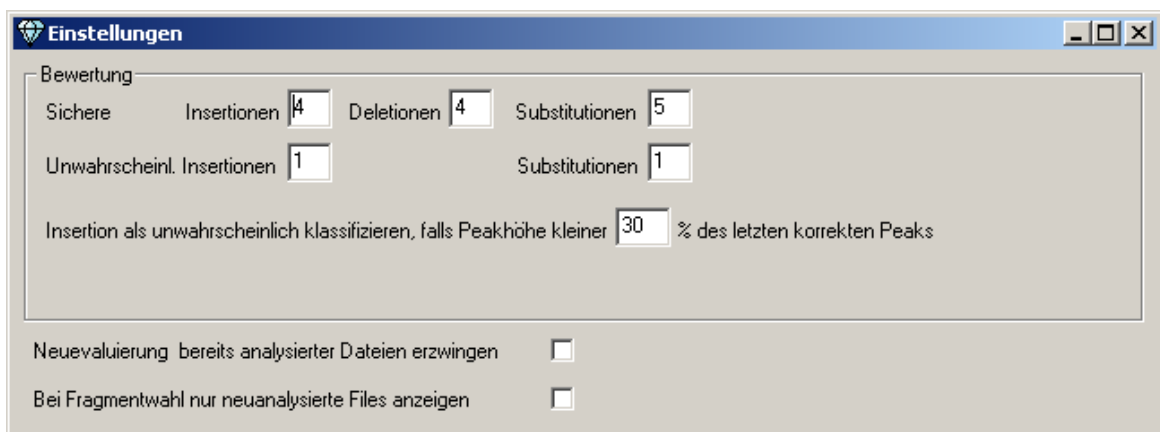 Einstellungen
Bewertung
Sichere Insertionen 4 Deletionen 4 Substitutionen 5
Unwahrscheinl. Insertionen 1 Substitutionen 1
Insertion als unwahrscheinlich klassifizieren, falls Peakhöhe kleiner 30 % des letzten korrekten Peaks
Neuevaluierung bereits analysierter Dateien erzwingen
Bei Fragmentwahl nur neuanalysierte Files anzeigen